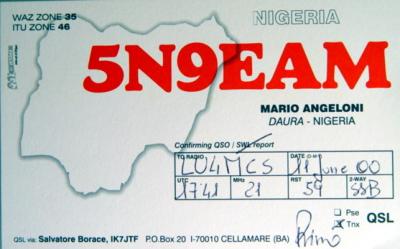 WAZ ZONE 35
ITU ZONE 46
NIGERIA
5N9EAM
MARIO ANGELONI
DAURA - NIGERIA
Confirming QSO / SWL report
TO RADIO LU4MCS DATE (D-M-Y) 11 June 00
UTC 1741 MHz 21 RST 59 2-WAY SSB
Pse
Tnx QSL
QSL via: Salvatore Borace, IK7JTF P.O.Box 20 I-70010 CELLAMARE (BA)